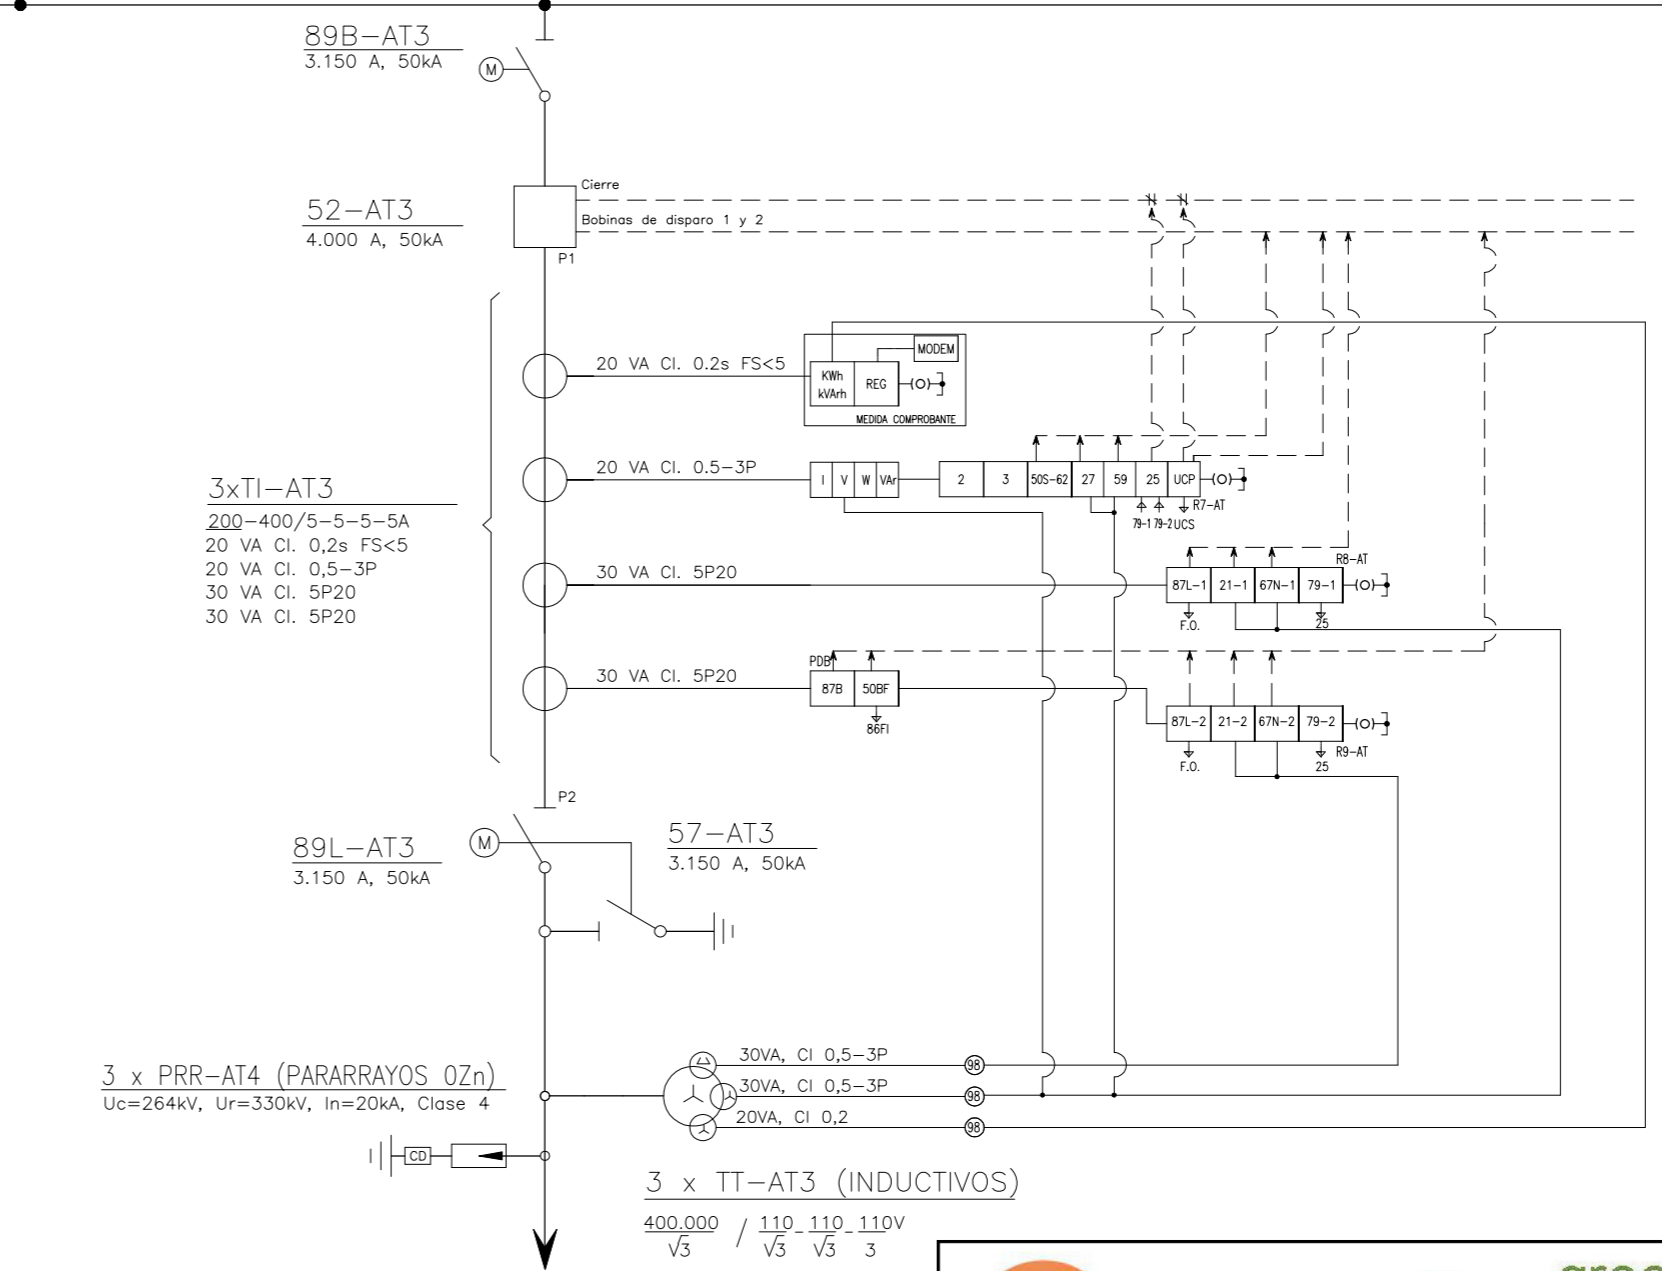 89B-AT3
3.150 A, 50kA
M
52-AT3
4.000 A, 50kA
Cierre
Bobinas de disparo 1 y 2
P1
20 VA Cl. 0.2s FS<5
KWh
kVArh
REG
MODEM
(O)
MEDIDA COMPROBANTE
20 VA Cl. 0.5-3P
I V W VAr
2 3 50S-62 27 59 25 UCP (O)
R7-AT
79-1 79-2 UCS
3xTI-AT3
200-400/5-5-5-5A
20 VA Cl. 0,2s FS<5
20 VA Cl. 0,5-3P
30 VA Cl. 5P20
30 VA Cl. 5P20
30 VA Cl. 5P20
R8-AT
87L-1 21-1 67N-1 79-1 (O)
F.O.
25
30 VA Cl. 5P20
PDB
87B 50BF
86FI
87L-2 21-2 67N-2 79-2 (O)
R9-AT
F.O.
25
P2
89L-AT3
3.150 A, 50kA
M
57-AT3
3.150 A, 50kA
3 x PRR-AT4 (PARARRAYOS OZn)
Uc=264kV, Ur=330kV, In=20kA, Clase 4
CD
30VA, Cl 0,5-3P
98
30VA, Cl 0,5-3P
98
20VA, Cl 0,2
98
3 x TT-AT3 (INDUCTIVOS)
400.000/√3 / 110/√3-110/√3-110/3V